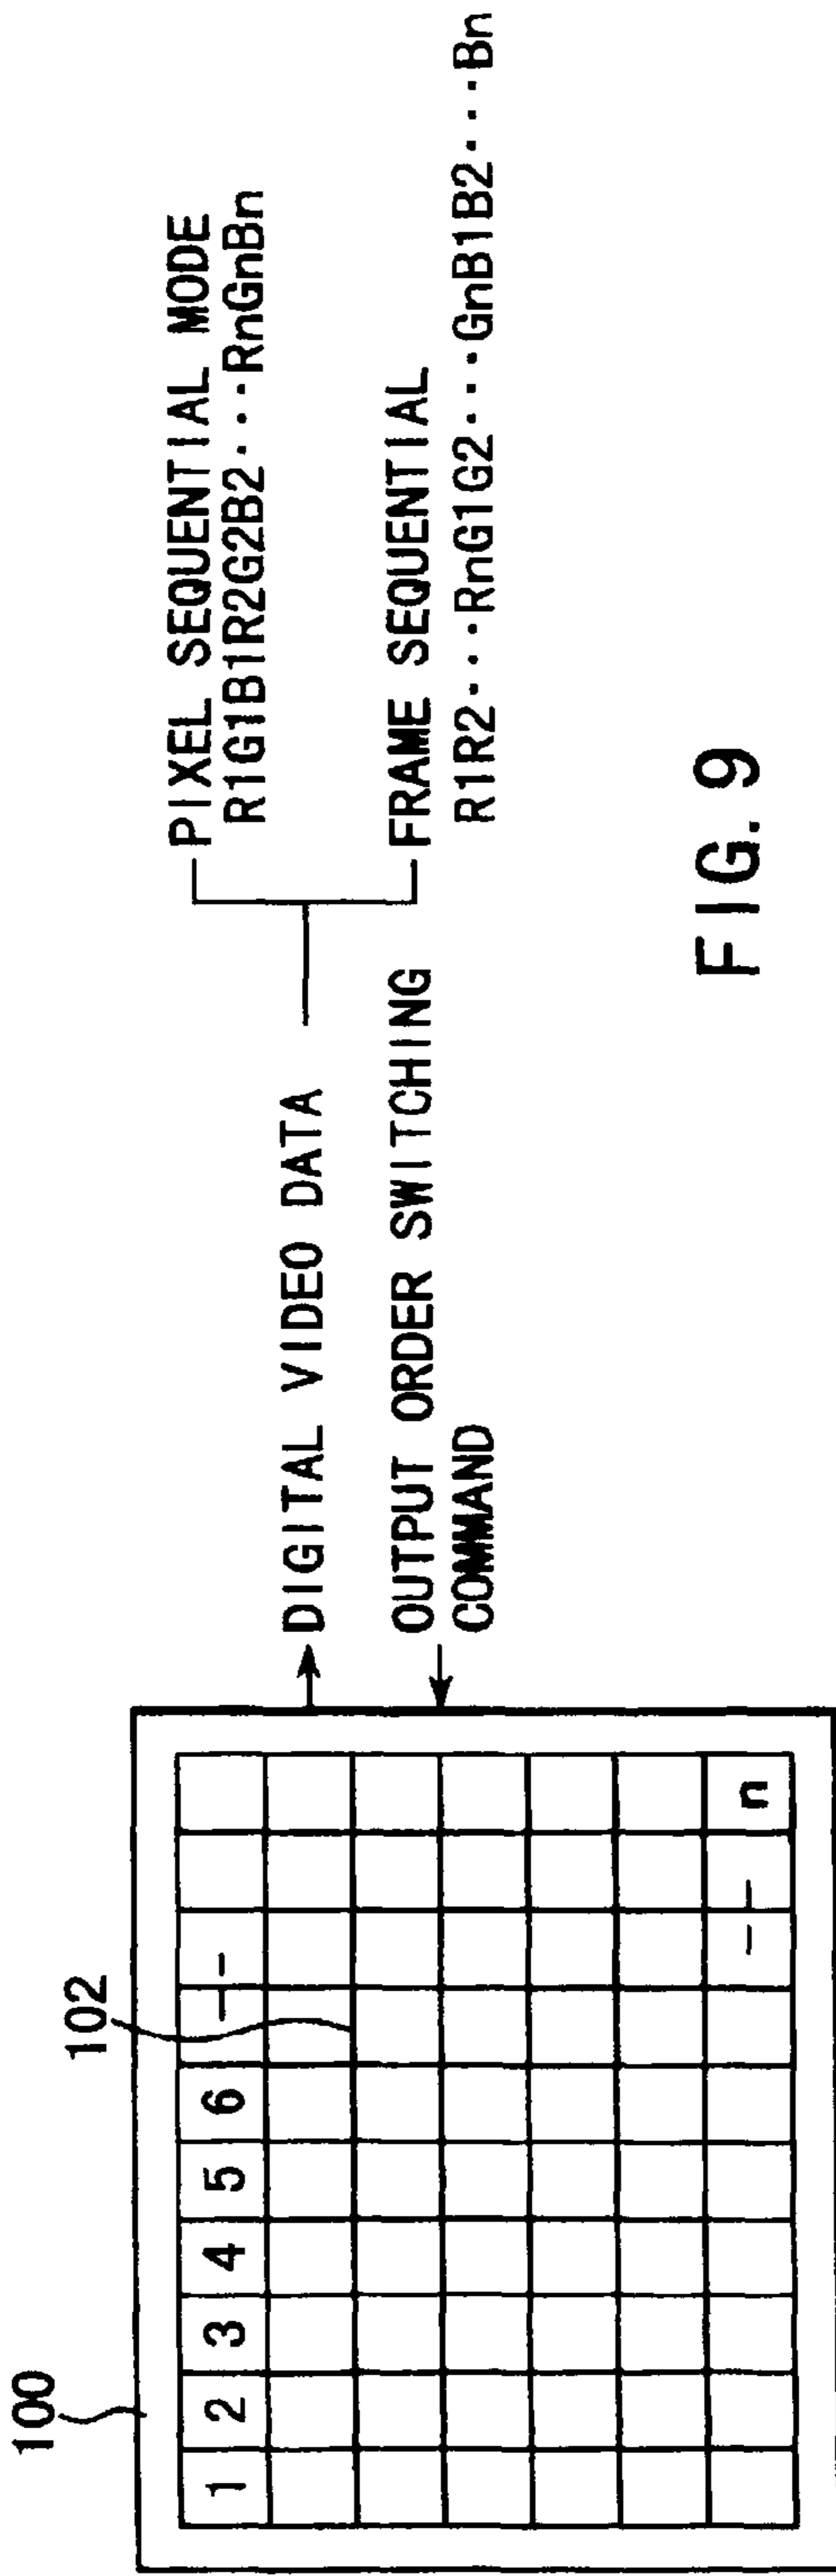 100
102
1 2 3 4 5 6 — -
- — n
DIGITAL VIDEO DATA
OUTPUT ORDER SWITCHING
COMMAND
PIXEL SEQUENTIAL MODE
R1G1B1R2G2B2···RnGnBn
FRAME SEQUENTIAL
R1R2···RnG1G2···GnB1B2···Bn
FIG. 9